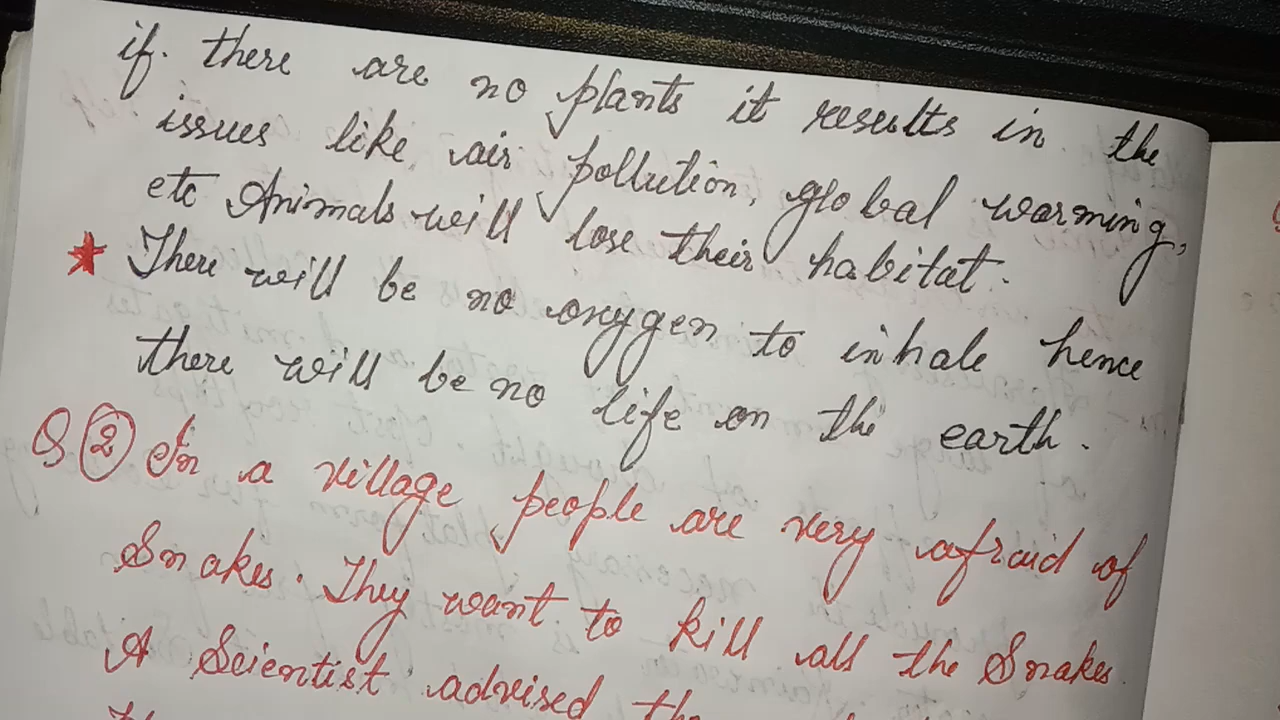 if. there are no plants it results in the
issues like air pollution, global warming,
etc Animals will lose their habitat.
★ There will be no oxygen to inhale hence
there will be no life on the earth.
Q ② In a village people are very afraid of
Snakes. They want to kill all the Snakes.
A Scientist advised